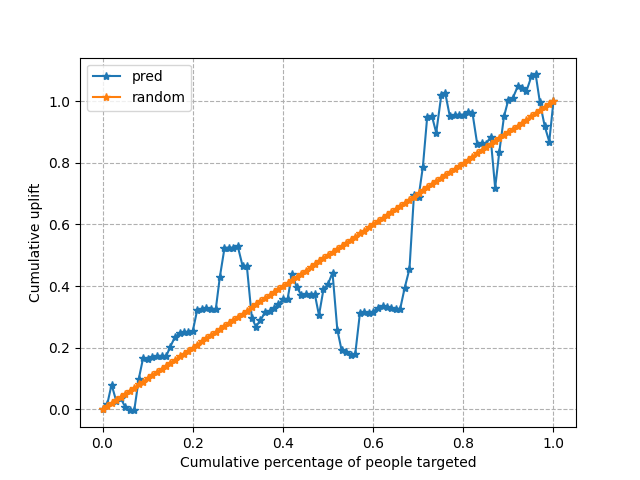 pred
random
1.0
0.8
0.6
0.4
0.2
0.0
Cumulative uplift
0.0 0.2 0.4 0.6 0.8 1.0
Cumulative percentage of people targeted